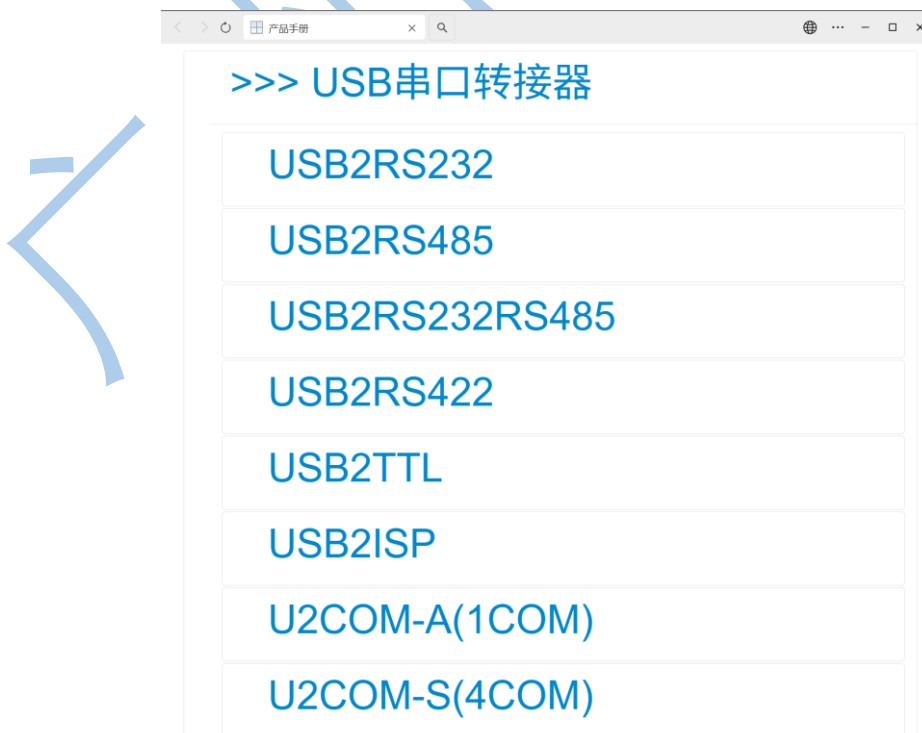 产品手册
>>> USB串口转接器
USB2RS232
USB2RS485
USB2RS232RS485
USB2RS422
USB2TTL
USB2ISP
U2COM-A(1COM)
U2COM-S(4COM)